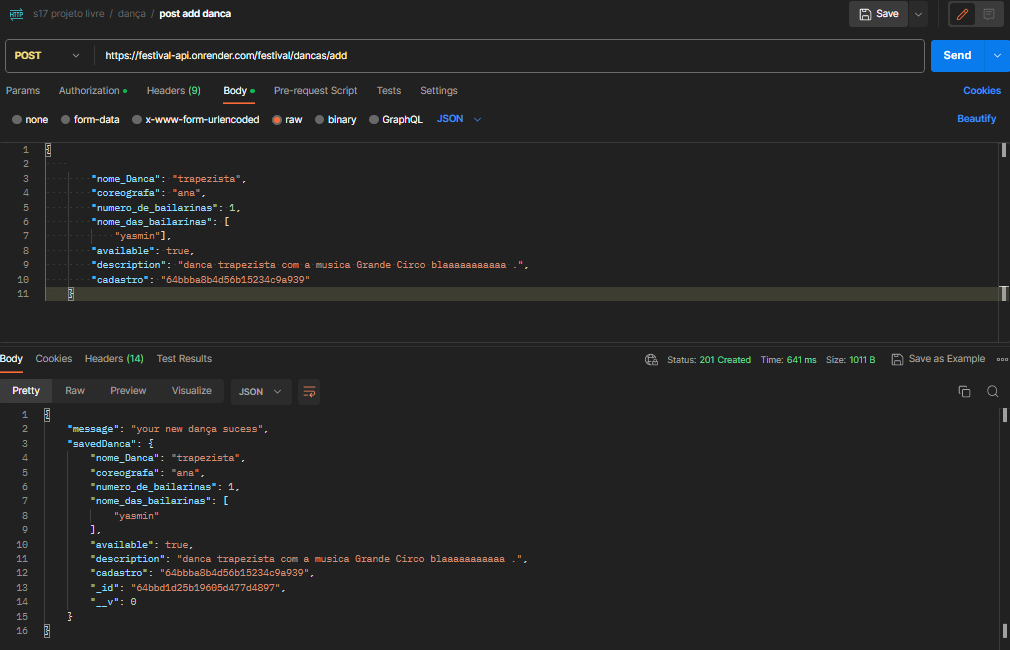 HTTP s17 projeto livre / dança / post add danca Save
POST https://festival-api.onrender.com/festival/dancas/add Send
Params Authorization Headers (9) Body Pre-request Script Tests Settings Cookies
none form-data x-www-form-urlencoded raw binary GraphQL JSON Beautify
1 {
2
3 "nome_Danca": "trapezista",
4 "coreografa": "ana",
5 "numero_de_bailarinas": 1,
6 "nome_das_bailarinas": [
7 "yasmin"],
8 "available": true,
9 "description": "danca trapezista com a musica Grande Circo blaaaaaaaaaaa .",
10 "cadastro": "64bbba8b4d56b15234c9a939"
11 }
Body Cookies Headers (14) Test Results Status: 201 Created Time: 641 ms Size: 1011 B Save as Example
Pretty Raw Preview Visualize JSON
1 {
2 "message": "your new dança sucess",
3 "savedDanca": {
4 "nome_Danca": "trapezista",
5 "coreografa": "ana",
6 "numero_de_bailarinas": 1,
7 "nome_das_bailarinas": [
8 "yasmin"
9 ],
10 "available": true,
11 "description": "danca trapezista com a musica Grande Circo blaaaaaaaaaaa .",
12 "cadastro": "64bbba8b4d56b15234c9a939",
13 "_id": "64bbd1d25b19605d477d4897",
14 "__v": 0
15 }
16 }